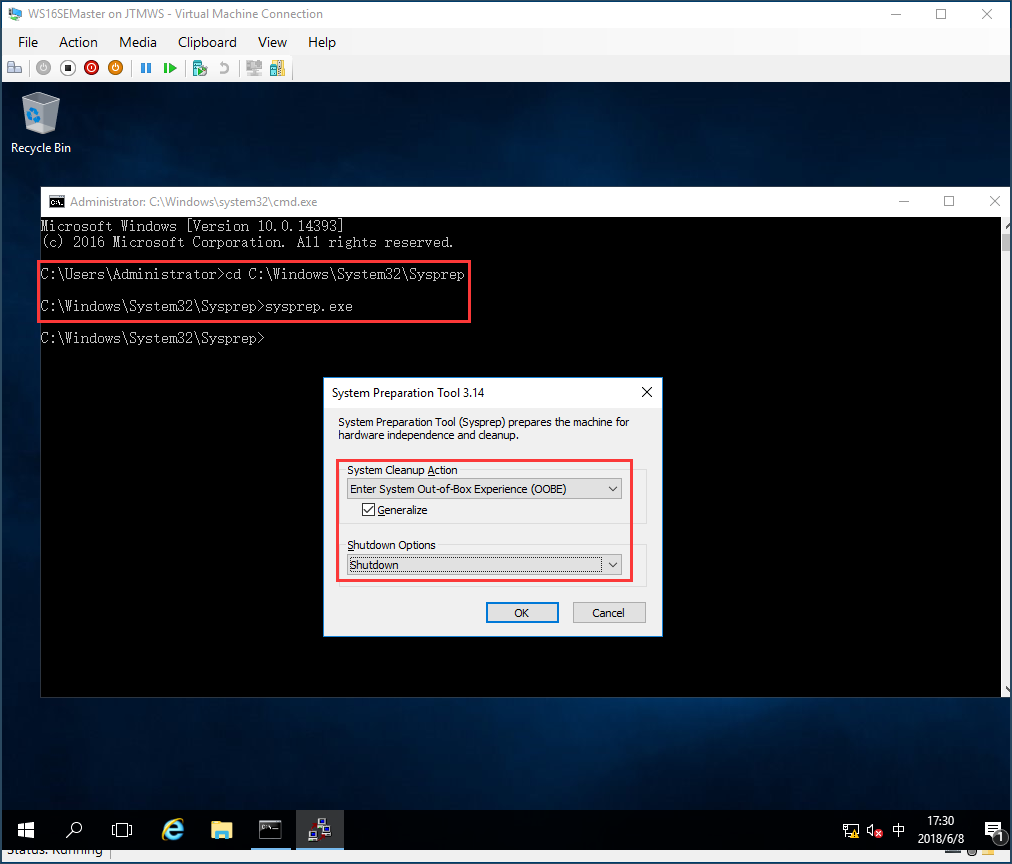 WS16SEMaster on JTMWS - Virtual Machine Connection
File Action Media Clipboard View Help
Recycle Bin
Administrator: C:\Windows\system32\cmd.exe
Microsoft Windows [Version 10.0.14393]
(c) 2016 Microsoft Corporation. All rights reserved.
C:\Users\Administrator>cd C:\Windows\System32\Sysprep
C:\Windows\System32\Sysprep>sysprep.exe
C:\Windows\System32\Sysprep>
System Preparation Tool 3.14
System Preparation Tool (Sysprep) prepares the machine for
hardware independence and cleanup.
System Cleanup Action
Enter System Out-of-Box Experience (OOBE)
Generalize
Shutdown Options
Shutdown
OK Cancel
中
17:30
2018/6/8
1
Status: Running